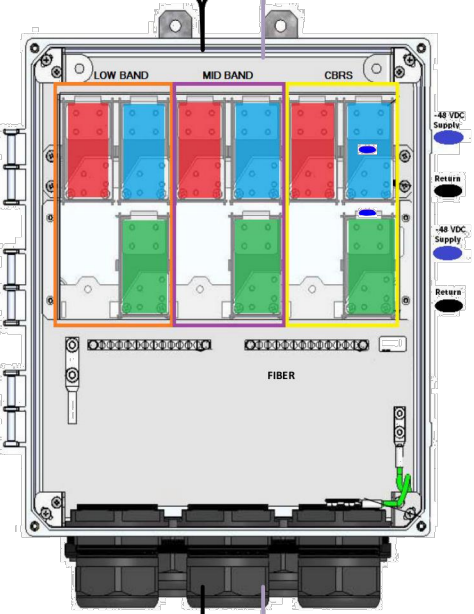 LOW BAND
MID BAND
CBRS
-48 VDC
Supply
Return
-48 VDC
Supply
Return
FIBER